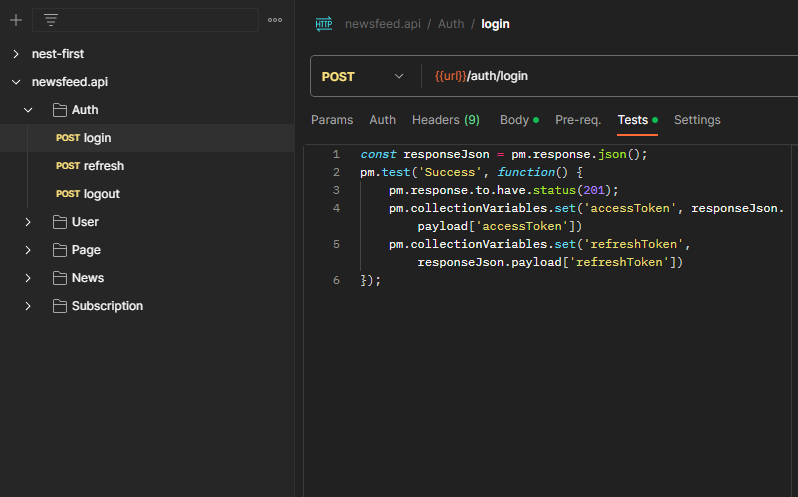 nest-first
newsfeed.api
Auth
POST login
POST refresh
POST logout
User
Page
News
Subscription
HTTP newsfeed.api / Auth / login
POST {{url}}/auth/login
Params Auth Headers (9) Body Pre-req. Tests Settings
1 const responseJson = pm.response.json();
2 pm.test('Success', function() {
3 pm.response.to.have.status(201);
4 pm.collectionVariables.set('accessToken', responseJson.
payload['accessToken'])
5 pm.collectionVariables.set('refreshToken',
responseJson.payload['refreshToken'])
6 });